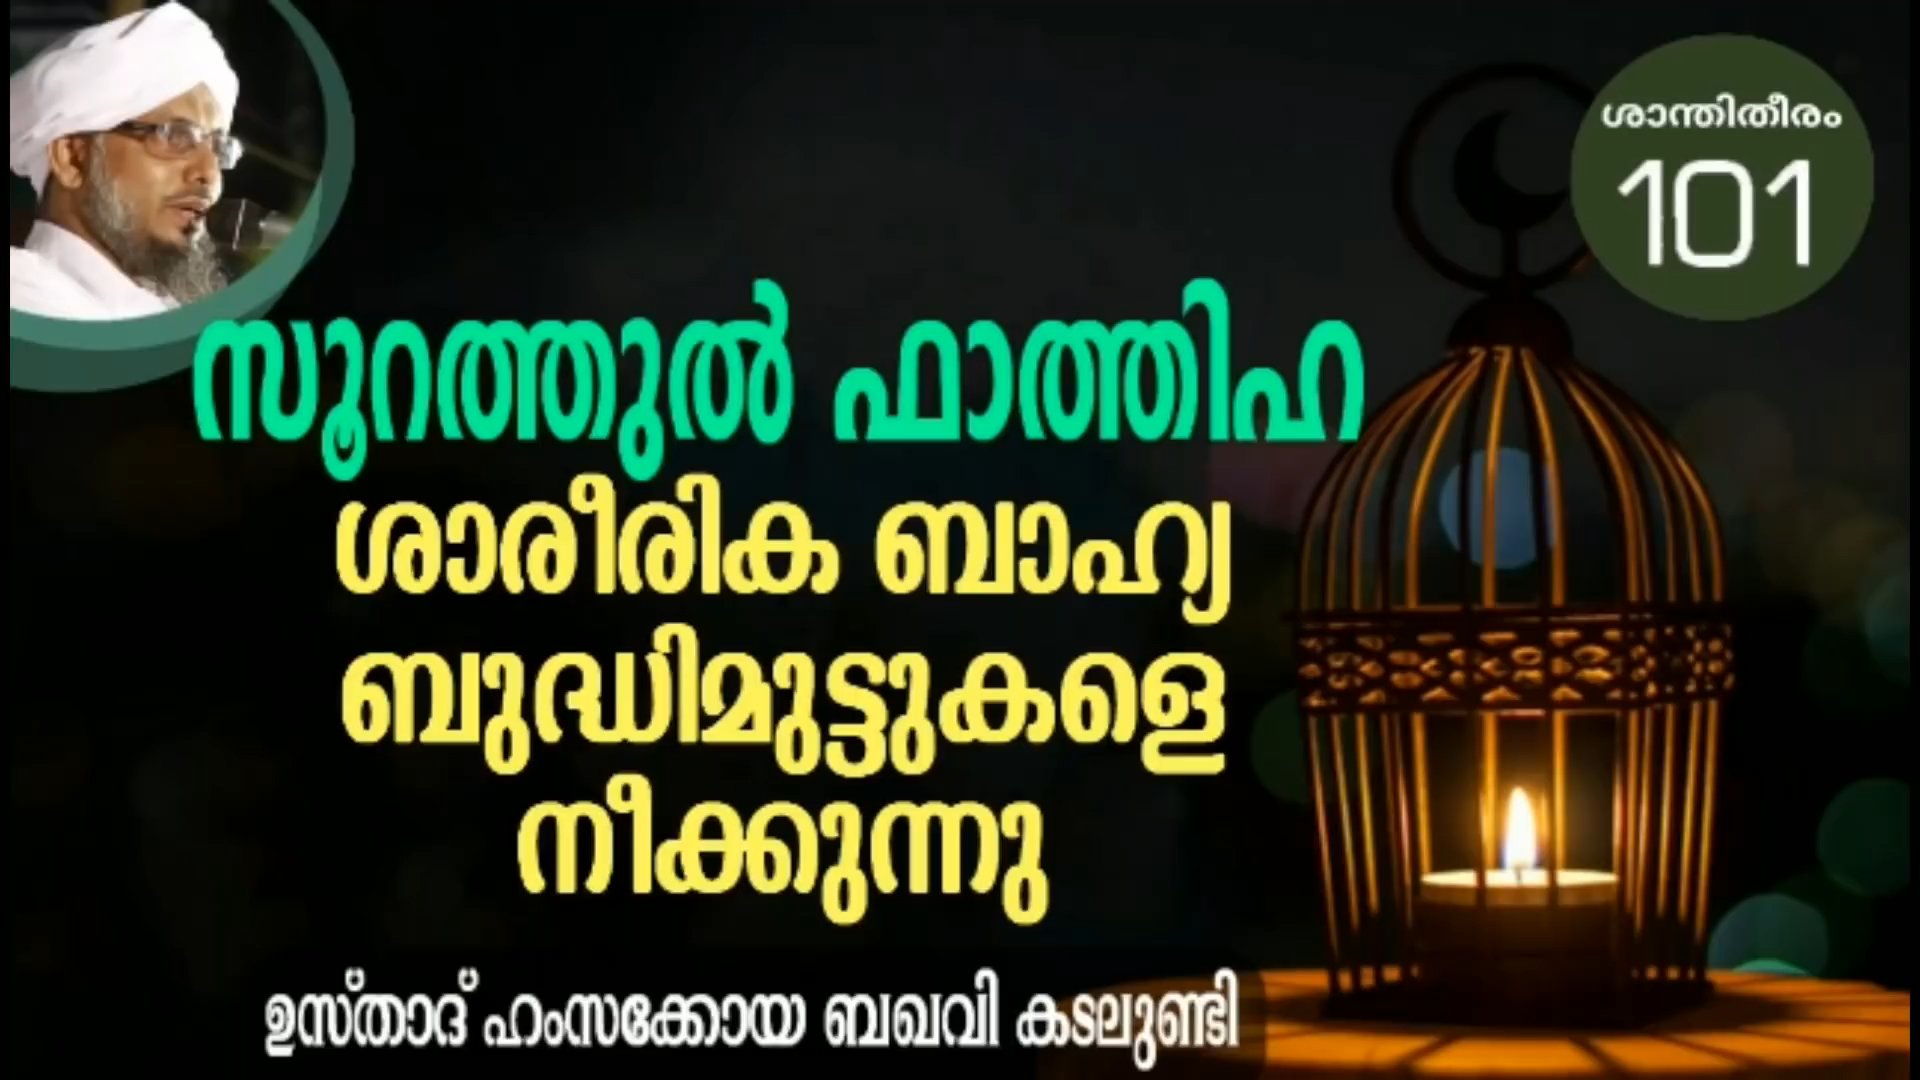 ശാന്തിതീരം
101
സൂറത്തുൽ ഫാത്തിഹ
ശാരീരിക ബാഹ്യ
ബുദ്ധിമുട്ടുകളെ
നീക്കുന്നു
ഉസ്താദ് ഹംസക്കോയ ബഖവി കടലുണ്ടി